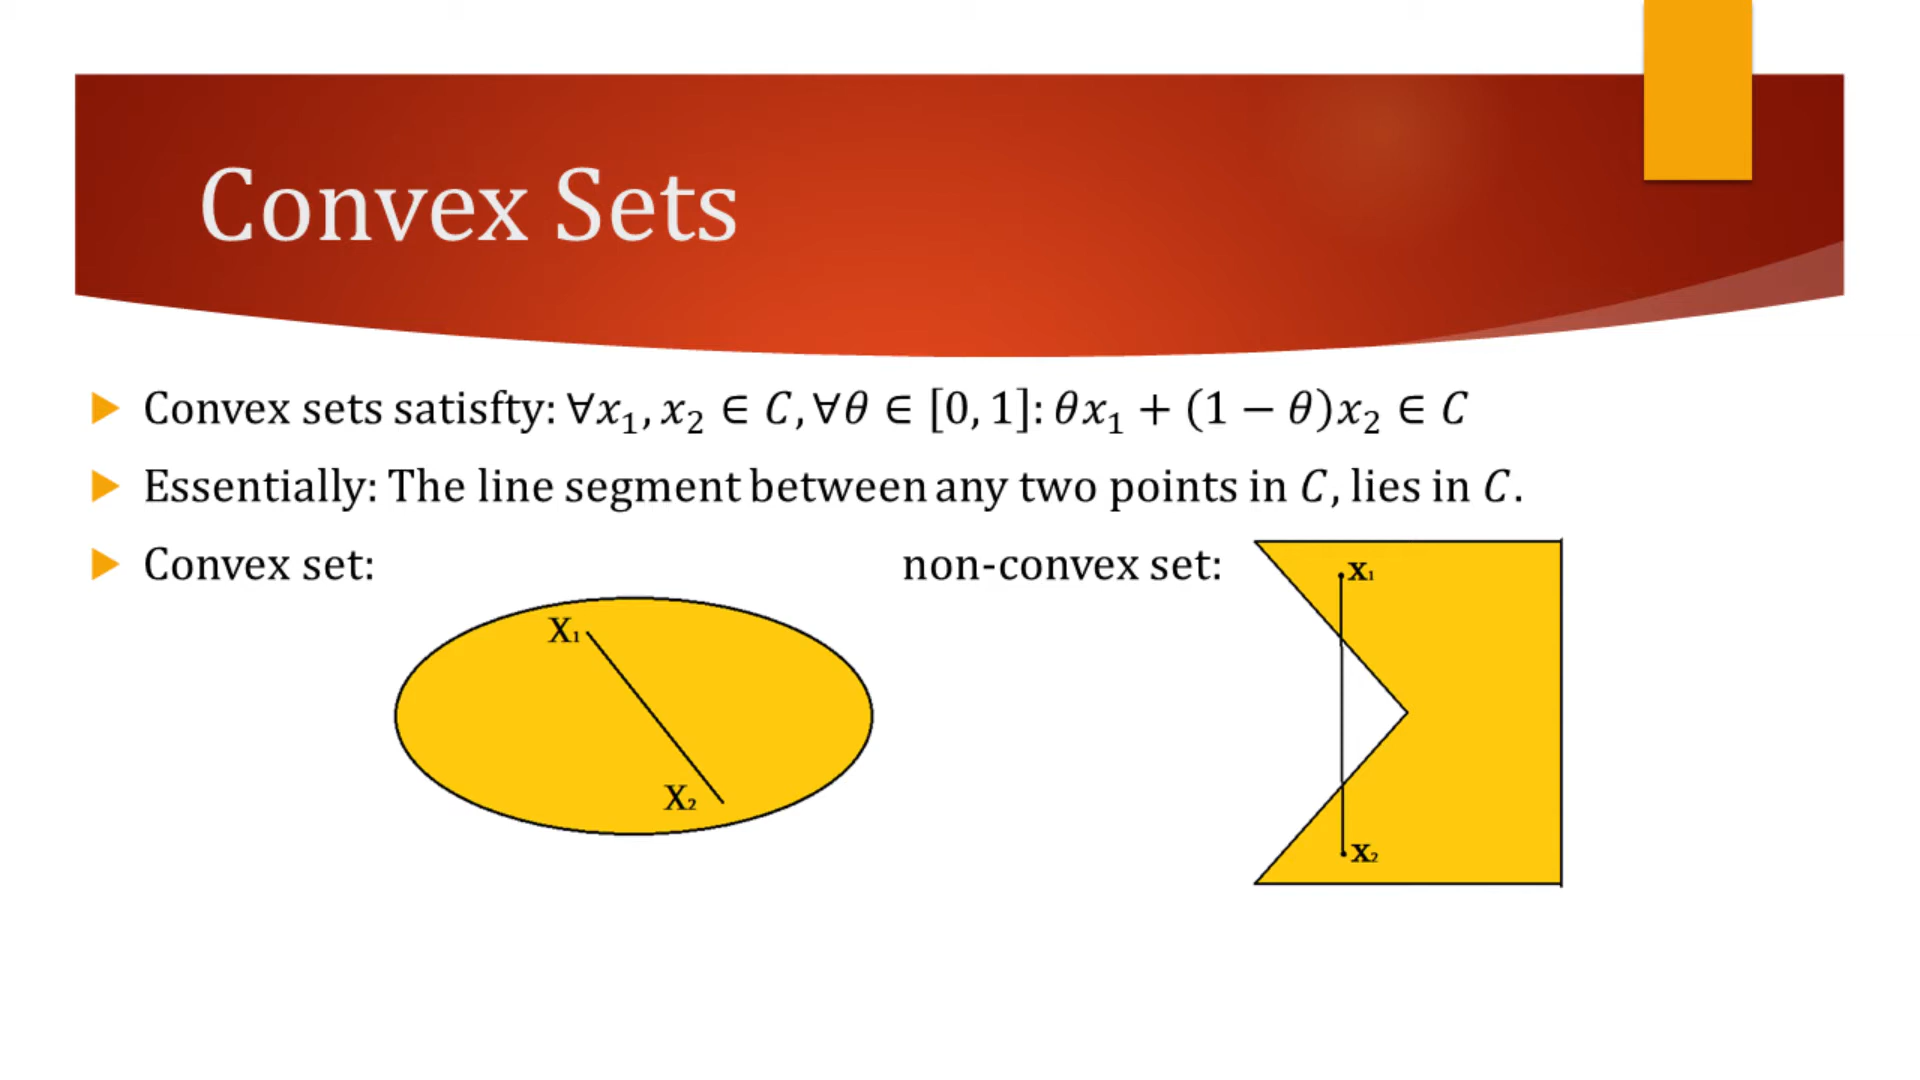 Convex Sets
Convex sets satisfty: ∀x₁, x₂ ∈ C, ∀θ ∈ [0, 1]: θx₁ + (1 − θ)x₂ ∈ C
Essentially: The line segment between any two points in C, lies in C.
Convex set:
non-convex set:
X₁
X₂
x₁
x₂